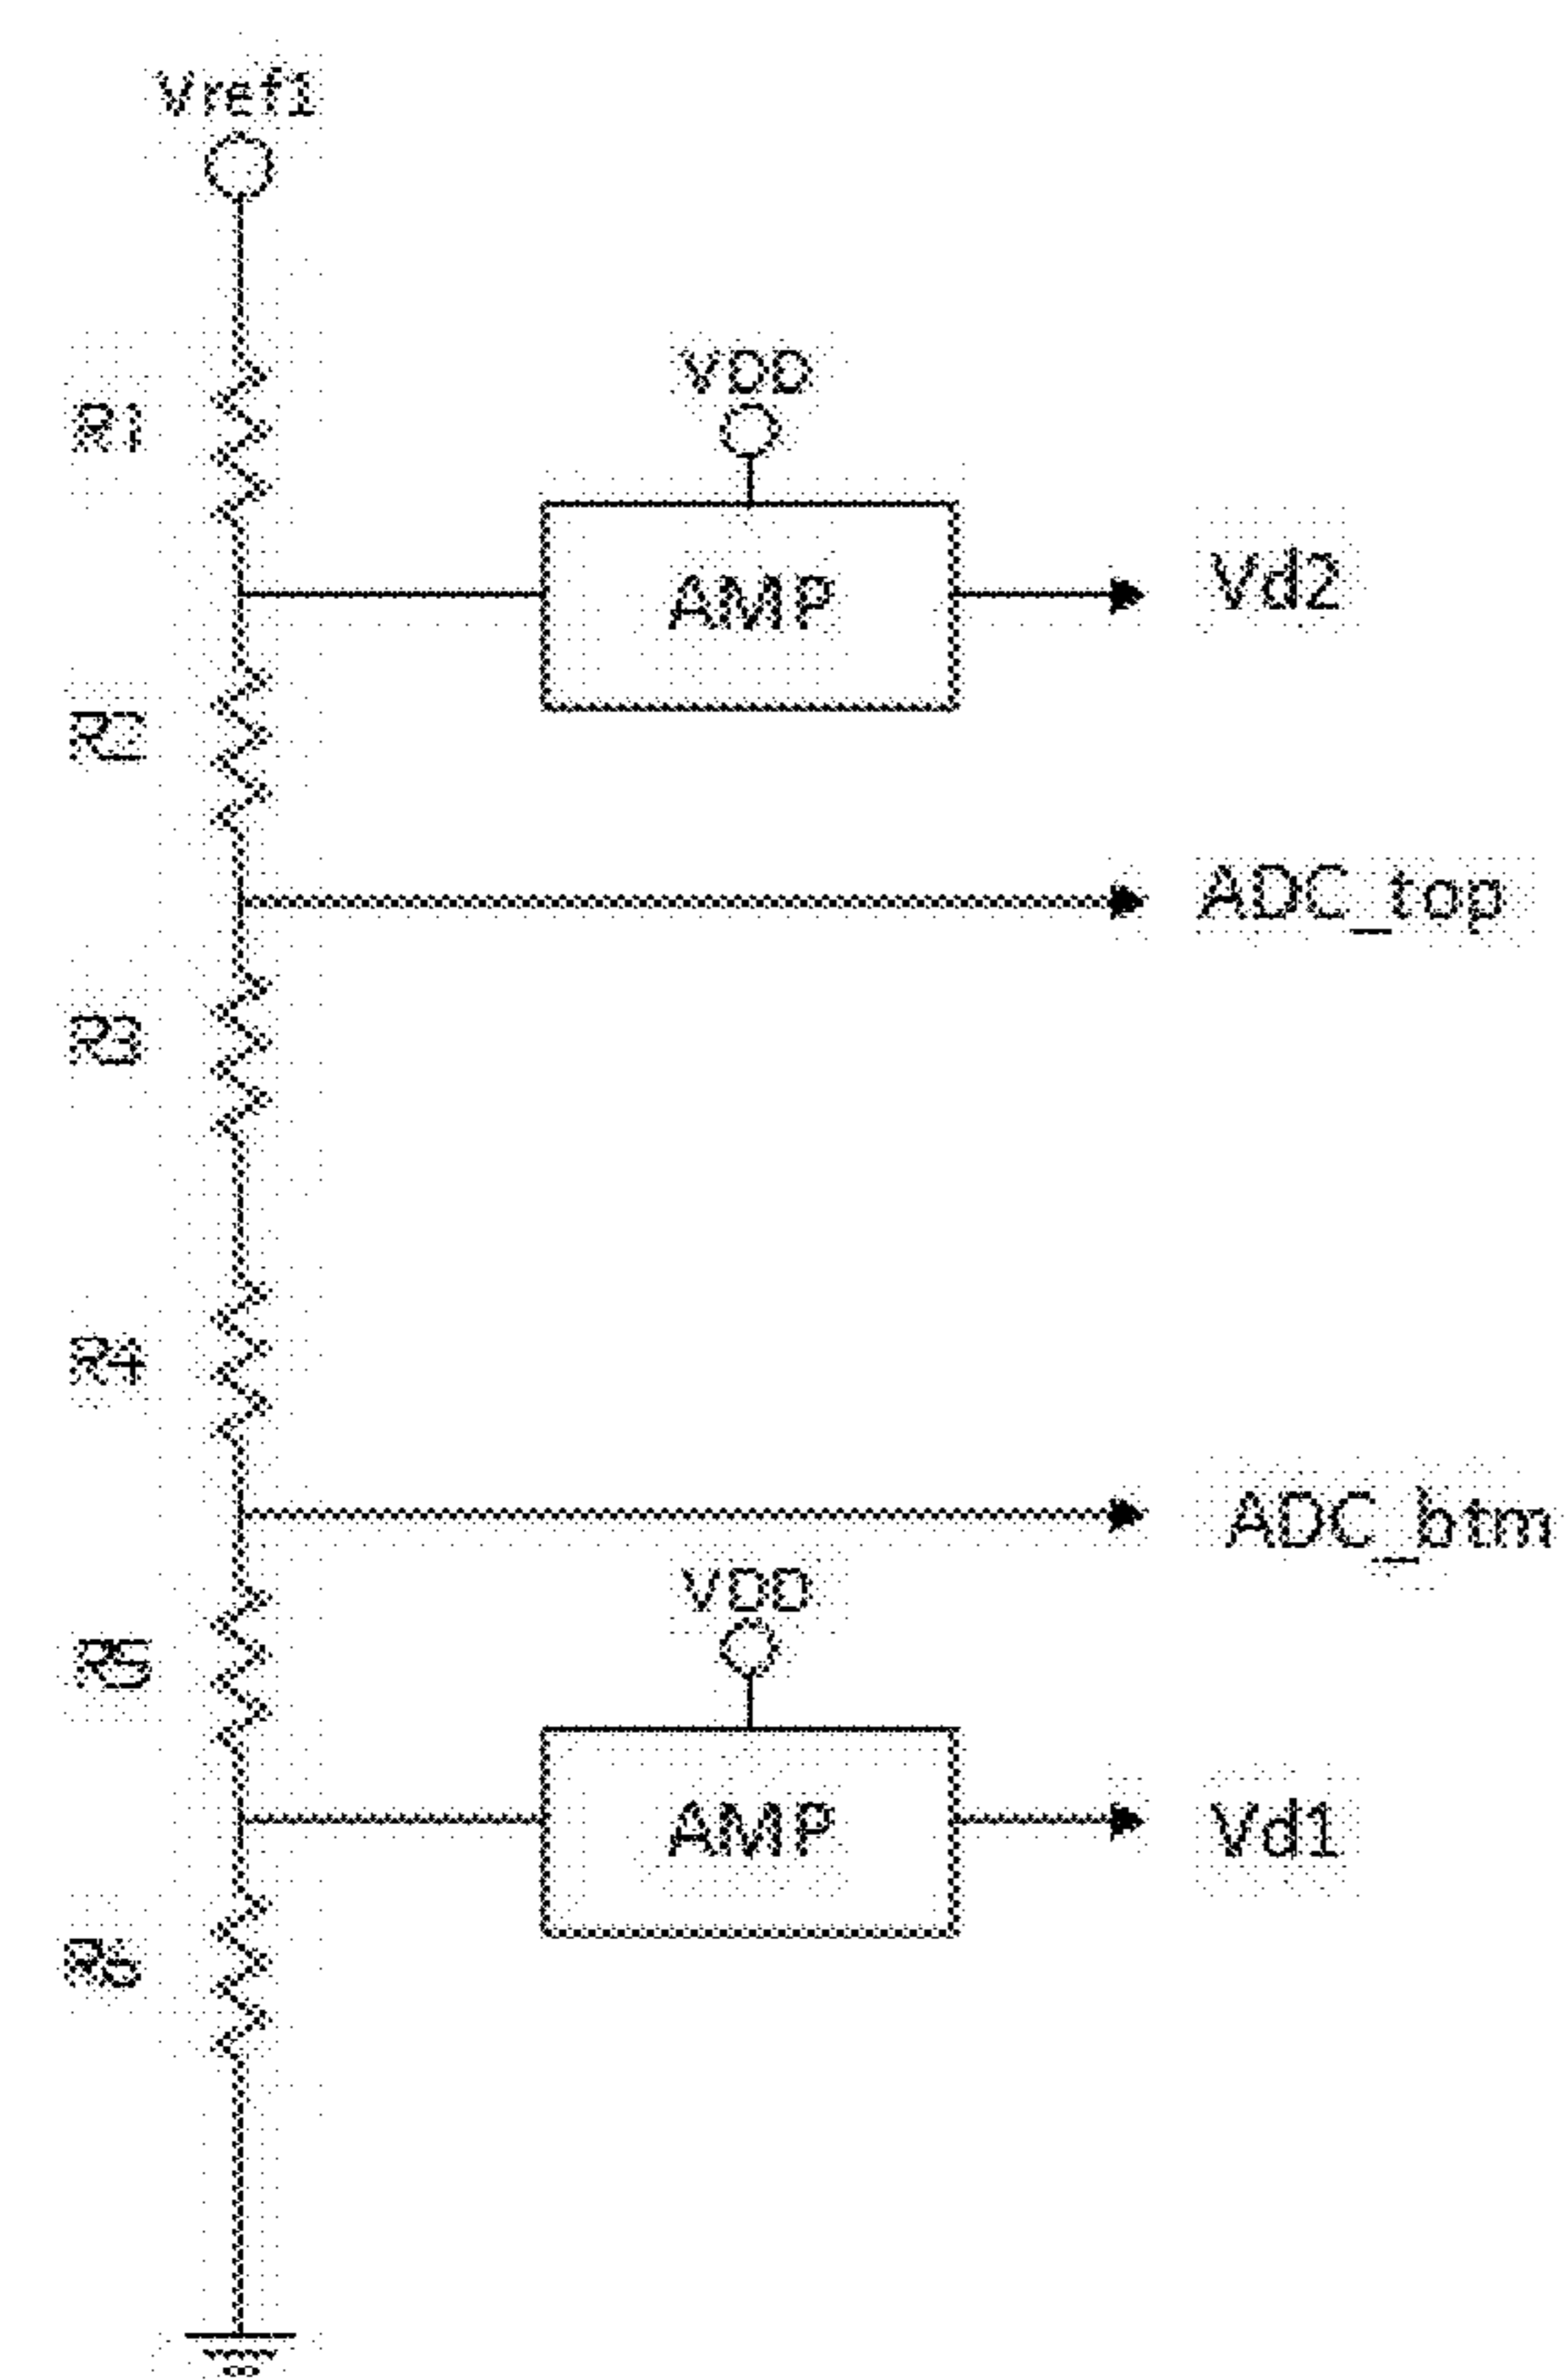 Vref1
VDD
R1
AMP
Vd2
R2
ADC_top
R3
R4
ADC_btm
VDD
R5
AMP
Vd1
R6